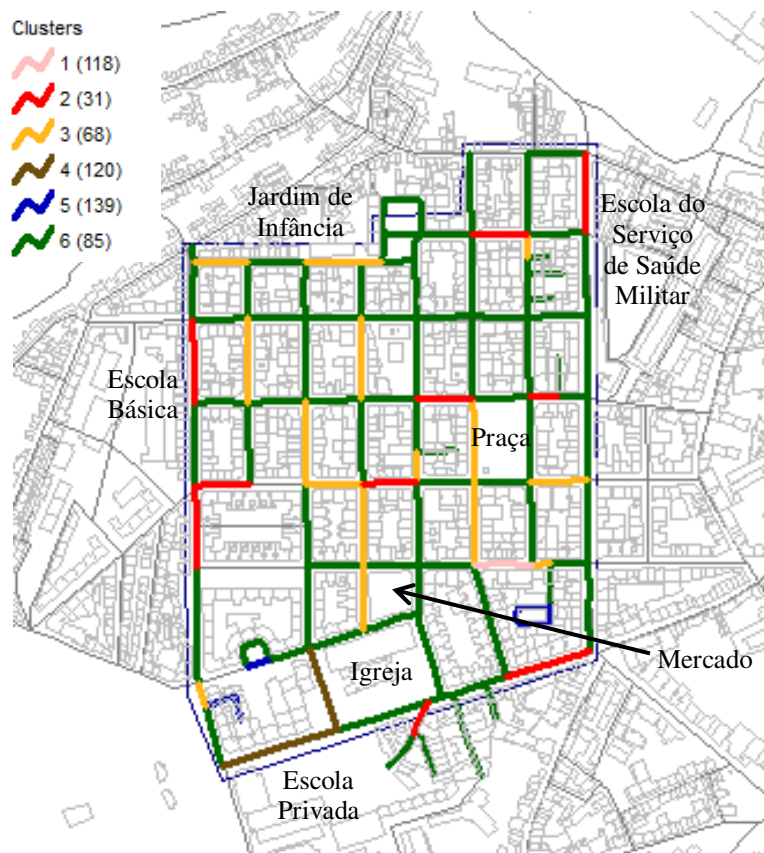 Clusters
1 (118)
2 (31)
3 (68)
4 (120)
5 (139)
6 (85)
Jardim de
Infância
Escola do
Serviço
de Saúde
Militar
Escola
Básica
Praça
Mercado
Igreja
Escola
Privada